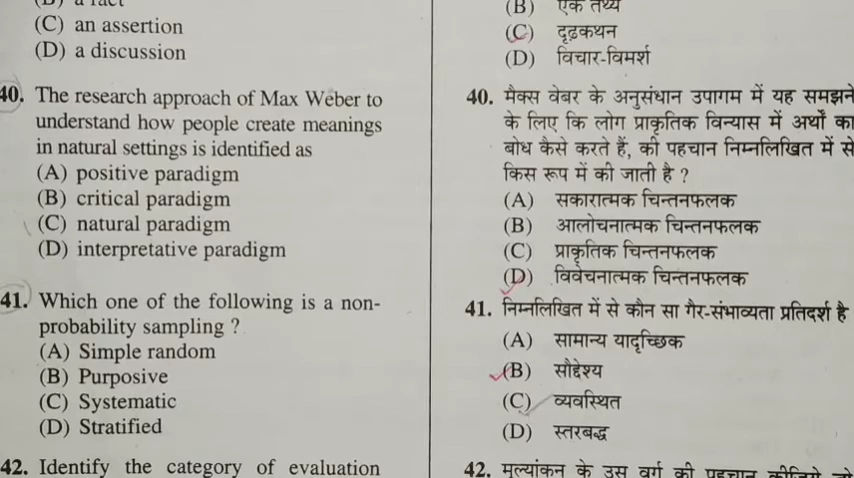 (C) an assertion
(D) a discussion
40. The research approach of Max Weber to
understand how people create meanings
in natural settings is identified as
(A) positive paradigm
(B) critical paradigm
(C) natural paradigm
(D) interpretative paradigm
41. Which one of the following is a non-
probability sampling ?
(A) Simple random
(B) Purposive
(C) Systematic
(D) Stratified
42. Identify the category of evaluation
(B) एक तथ्य
(C) दृढ़कथन
(D) विचार-विमर्श
40. मैक्स वेबर के अनुसंधान उपागम में यह समझने
के लिए कि लोग प्राकृतिक विन्यास में अर्थों का
बोध कैसे करते हैं, की पहचान निम्नलिखित में से
किस रूप में की जाती है ?
(A) सकारात्मक चिन्तनफलक
(B) आलोचनात्मक चिन्तनफलक
(C) प्राकृतिक चिन्तनफलक
(D) विवेचनात्मक चिन्तनफलक
41. निम्नलिखित में से कौन सा गैर-संभाव्यता प्रतिदर्श है
(A) सामान्य यादृच्छिक
(B) सौद्देश्य
(C) व्यवस्थित
(D) स्तरबद्ध
42. मूल्यांकन के उस वर्ग की पहचान कीजिये जो